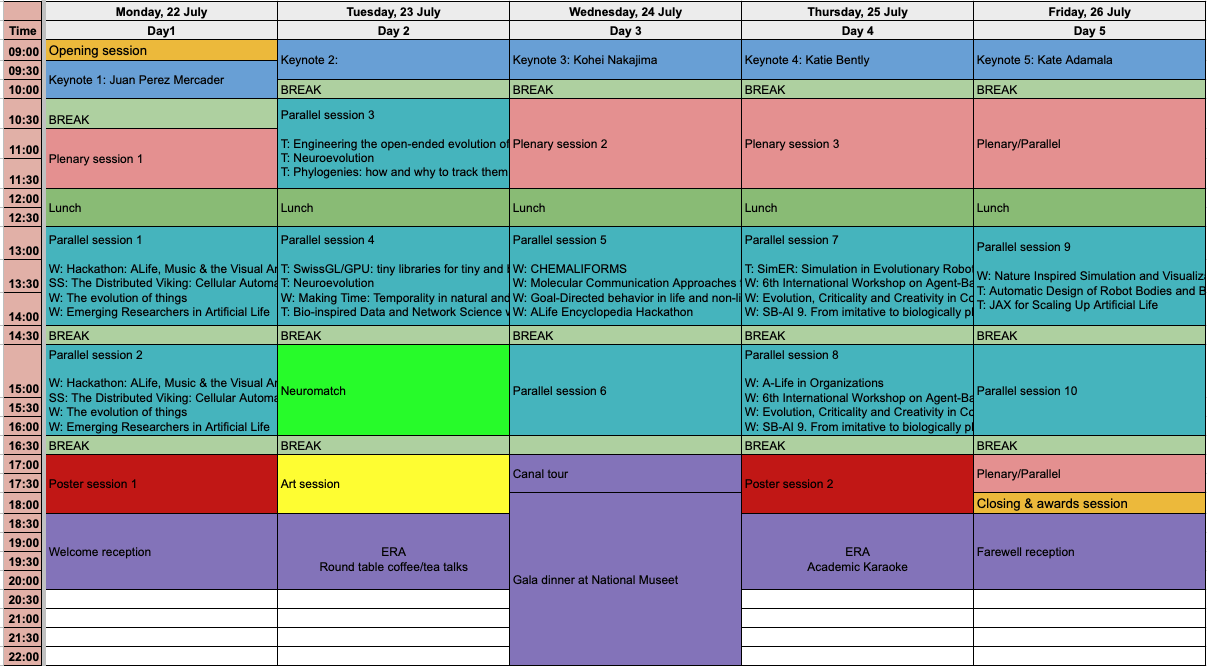 Monday, 22 July Tuesday, 23 July Wednesday, 24 July Thursday, 25 July Friday, 26 July
Time Day1 Day 2 Day 3 Day 4 Day 5
09:00 Opening session
Keynote 2: Keynote 3: Kohei Nakajima Keynote 4: Katie Bently Keynote 5: Kate Adamala
09:30
Keynote 1: Juan Perez Mercader
10:00 BREAK BREAK BREAK BREAK
10:30 BREAK
Parallel session 3
T: Engineering the open-ended evolution of
T: Neuroevolution
T: Phylogenies: how and why to track them
Plenary session 2 Plenary session 3 Plenary/Parallel
11:00
Plenary session 1
11:30
12:00
Lunch Lunch Lunch Lunch Lunch
12:30
13:00
13:30
14:00
Parallel session 1
W: Hackathon: ALife, Music & the Visual Ar
SS: The Distributed Viking: Cellular Automa
W: The evolution of things
W: Emerging Researchers in Artificial Life
Parallel session 4
T: SwissGL/GPU: tiny libraries for tiny and
T: Neuroevolution
W: Making Time: Temporality in natural and
T: Bio-inspired Data and Network Science
Parallel session 5
W: CHEMALIFORMS
W: Molecular Communication Approaches
W: Goal-Directed behavior in life and non-li
W: ALife Encyclopedia Hackathon
Parallel session 7
T: SimER: Simulation in Evolutionary Robo
W: 6th International Workshop on Agent-Ba
W: Evolution, Criticality and Creativity in Co
W: SB-AI 9. From imitative to biologically pl
Parallel session 9
W: Nature Inspired Simulation and Visualiz
T: Automatic Design of Robot Bodies and B
T: JAX for Scaling Up Artificial Life
14:30 BREAK BREAK BREAK BREAK BREAK
15:00
15:30
16:00
Parallel session 2
W: Hackathon: ALife, Music & the Visual Ar
SS: The Distributed Viking: Cellular Automa
W: The evolution of things
W: Emerging Researchers in Artificial Life
Neuromatch
Parallel session 6
Parallel session 8
W: A-Life in Organizations
W: 6th International Workshop on Agent-Ba
W: Evolution, Criticality and Creativity in Co
W: SB-AI 9. From imitative to biologically pl
Parallel session 10
16:30 BREAK BREAK BREAK BREAK
17:00
Canal tour Plenary/Parallel
17:30
Poster session 1 Art session Poster session 2
18:00 Closing & awards session
18:30
19:00
19:30
20:00
Welcome reception
ERA
Round table coffee/tea talks
Gala dinner at National Museet
ERA
Academic Karaoke
Farewell reception
20:30
21:00
21:30
22:00